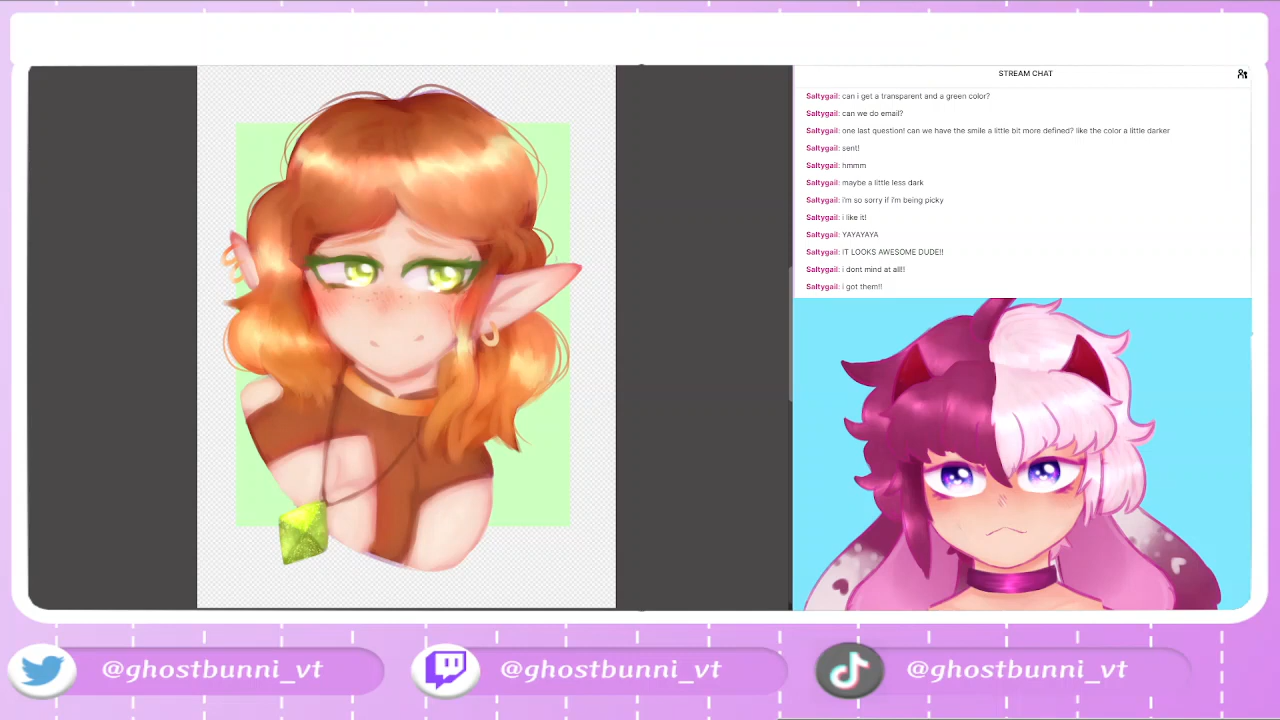 STREAM CHAT
Saltygail: can i get a transparent and a green color?
Saltygail: can we do email?
Saltygail: one last question! can we have the smile a little bit more defined? like the color a little darker
Saltygail: sent!
Saltygail: hmmm
Saltygail: maybe a little less dark
Saltygail: i'm so sorry if i'm being picky
Saltygail: i like it!
Saltygail: YAYAYAYA
Saltygail: IT LOOKS AWESOME DUDE!!
Saltygail: i dont mind at all!!
Saltygail: i got them!!
@ghostbunni_vt
@ghostbunni_vt
@ghostbunni_vt